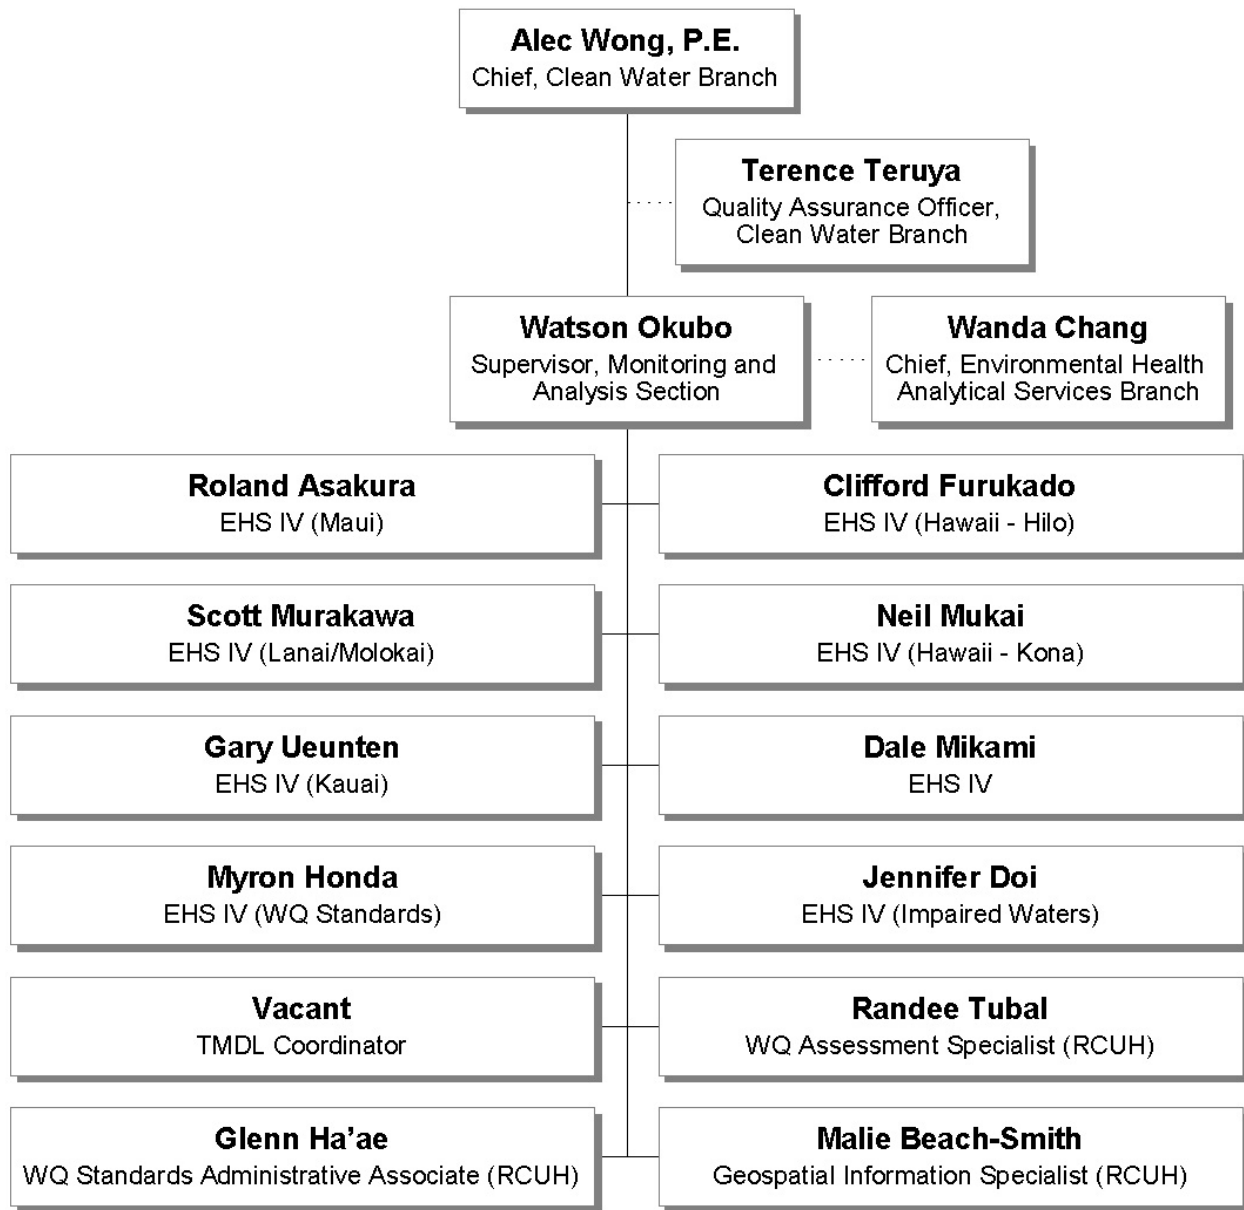 Alec Wong, P.E.
Chief, Clean Water Branch
Terence Teruya
Quality Assurance Officer,
Clean Water Branch
Watson Okubo
Supervisor, Monitoring and
Analysis Section
Wanda Chang
Chief, Environmental Health
Analytical Services Branch
Roland Asakura
EHS IV (Maui)
Clifford Furukado
EHS IV (Hawaii - Hilo)
Scott Murakawa
EHS IV (Lanai/Molokai)
Neil Mukai
EHS IV (Hawaii - Kona)
Gary Ueunten
EHS IV (Kauai)
Dale Mikami
EHS IV
Myron Honda
EHS IV (WQ Standards)
Jennifer Doi
EHS IV (Impaired Waters)
Vacant
TMDL Coordinator
Randee Tubal
WQ Assessment Specialist (RCUH)
Glenn Ha’ae
WQ Standards Administrative Associate (RCUH)
Malie Beach-Smith
Geospatial Information Specialist (RCUH)